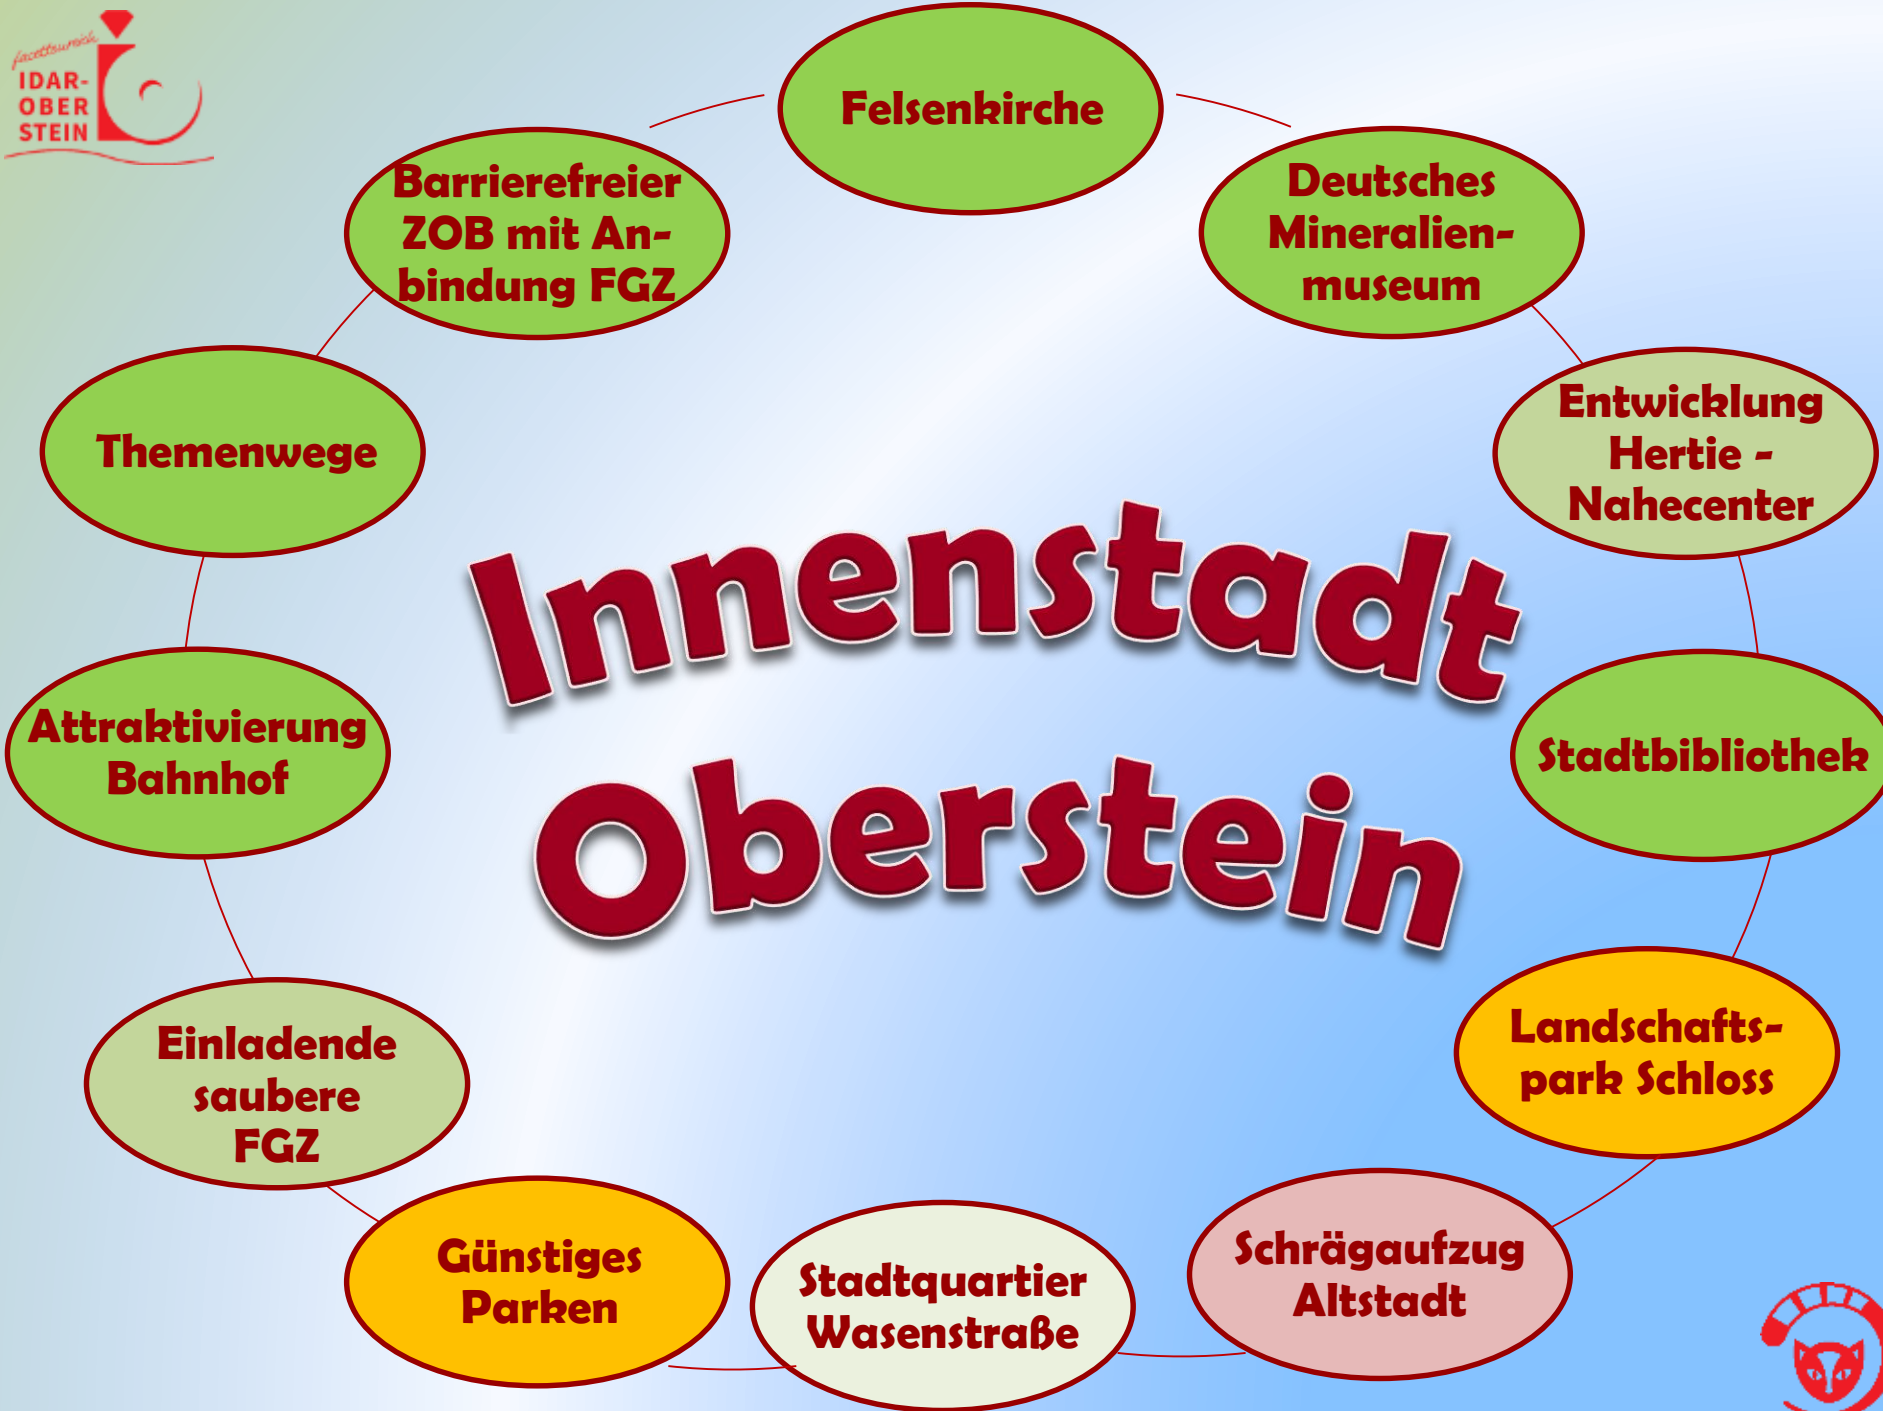 facettenreich
IDAR-
OBER
STEIN
Felsenkirche
Barrierefreier
ZOB mit An-
bindung FGZ
Deutsches
Mineralien-
museum
Themenwege
Entwicklung
Hertie -
Nahecenter
Innenstadt
Oberstein
Attraktivierung
Bahnhof
Stadtbibliothek
Einladende
saubere
FGZ
Landschafts-
park Schloss
Günstiges
Parken
Stadtquartier
Wasenstraße
Schrägaufzug
Altstadt